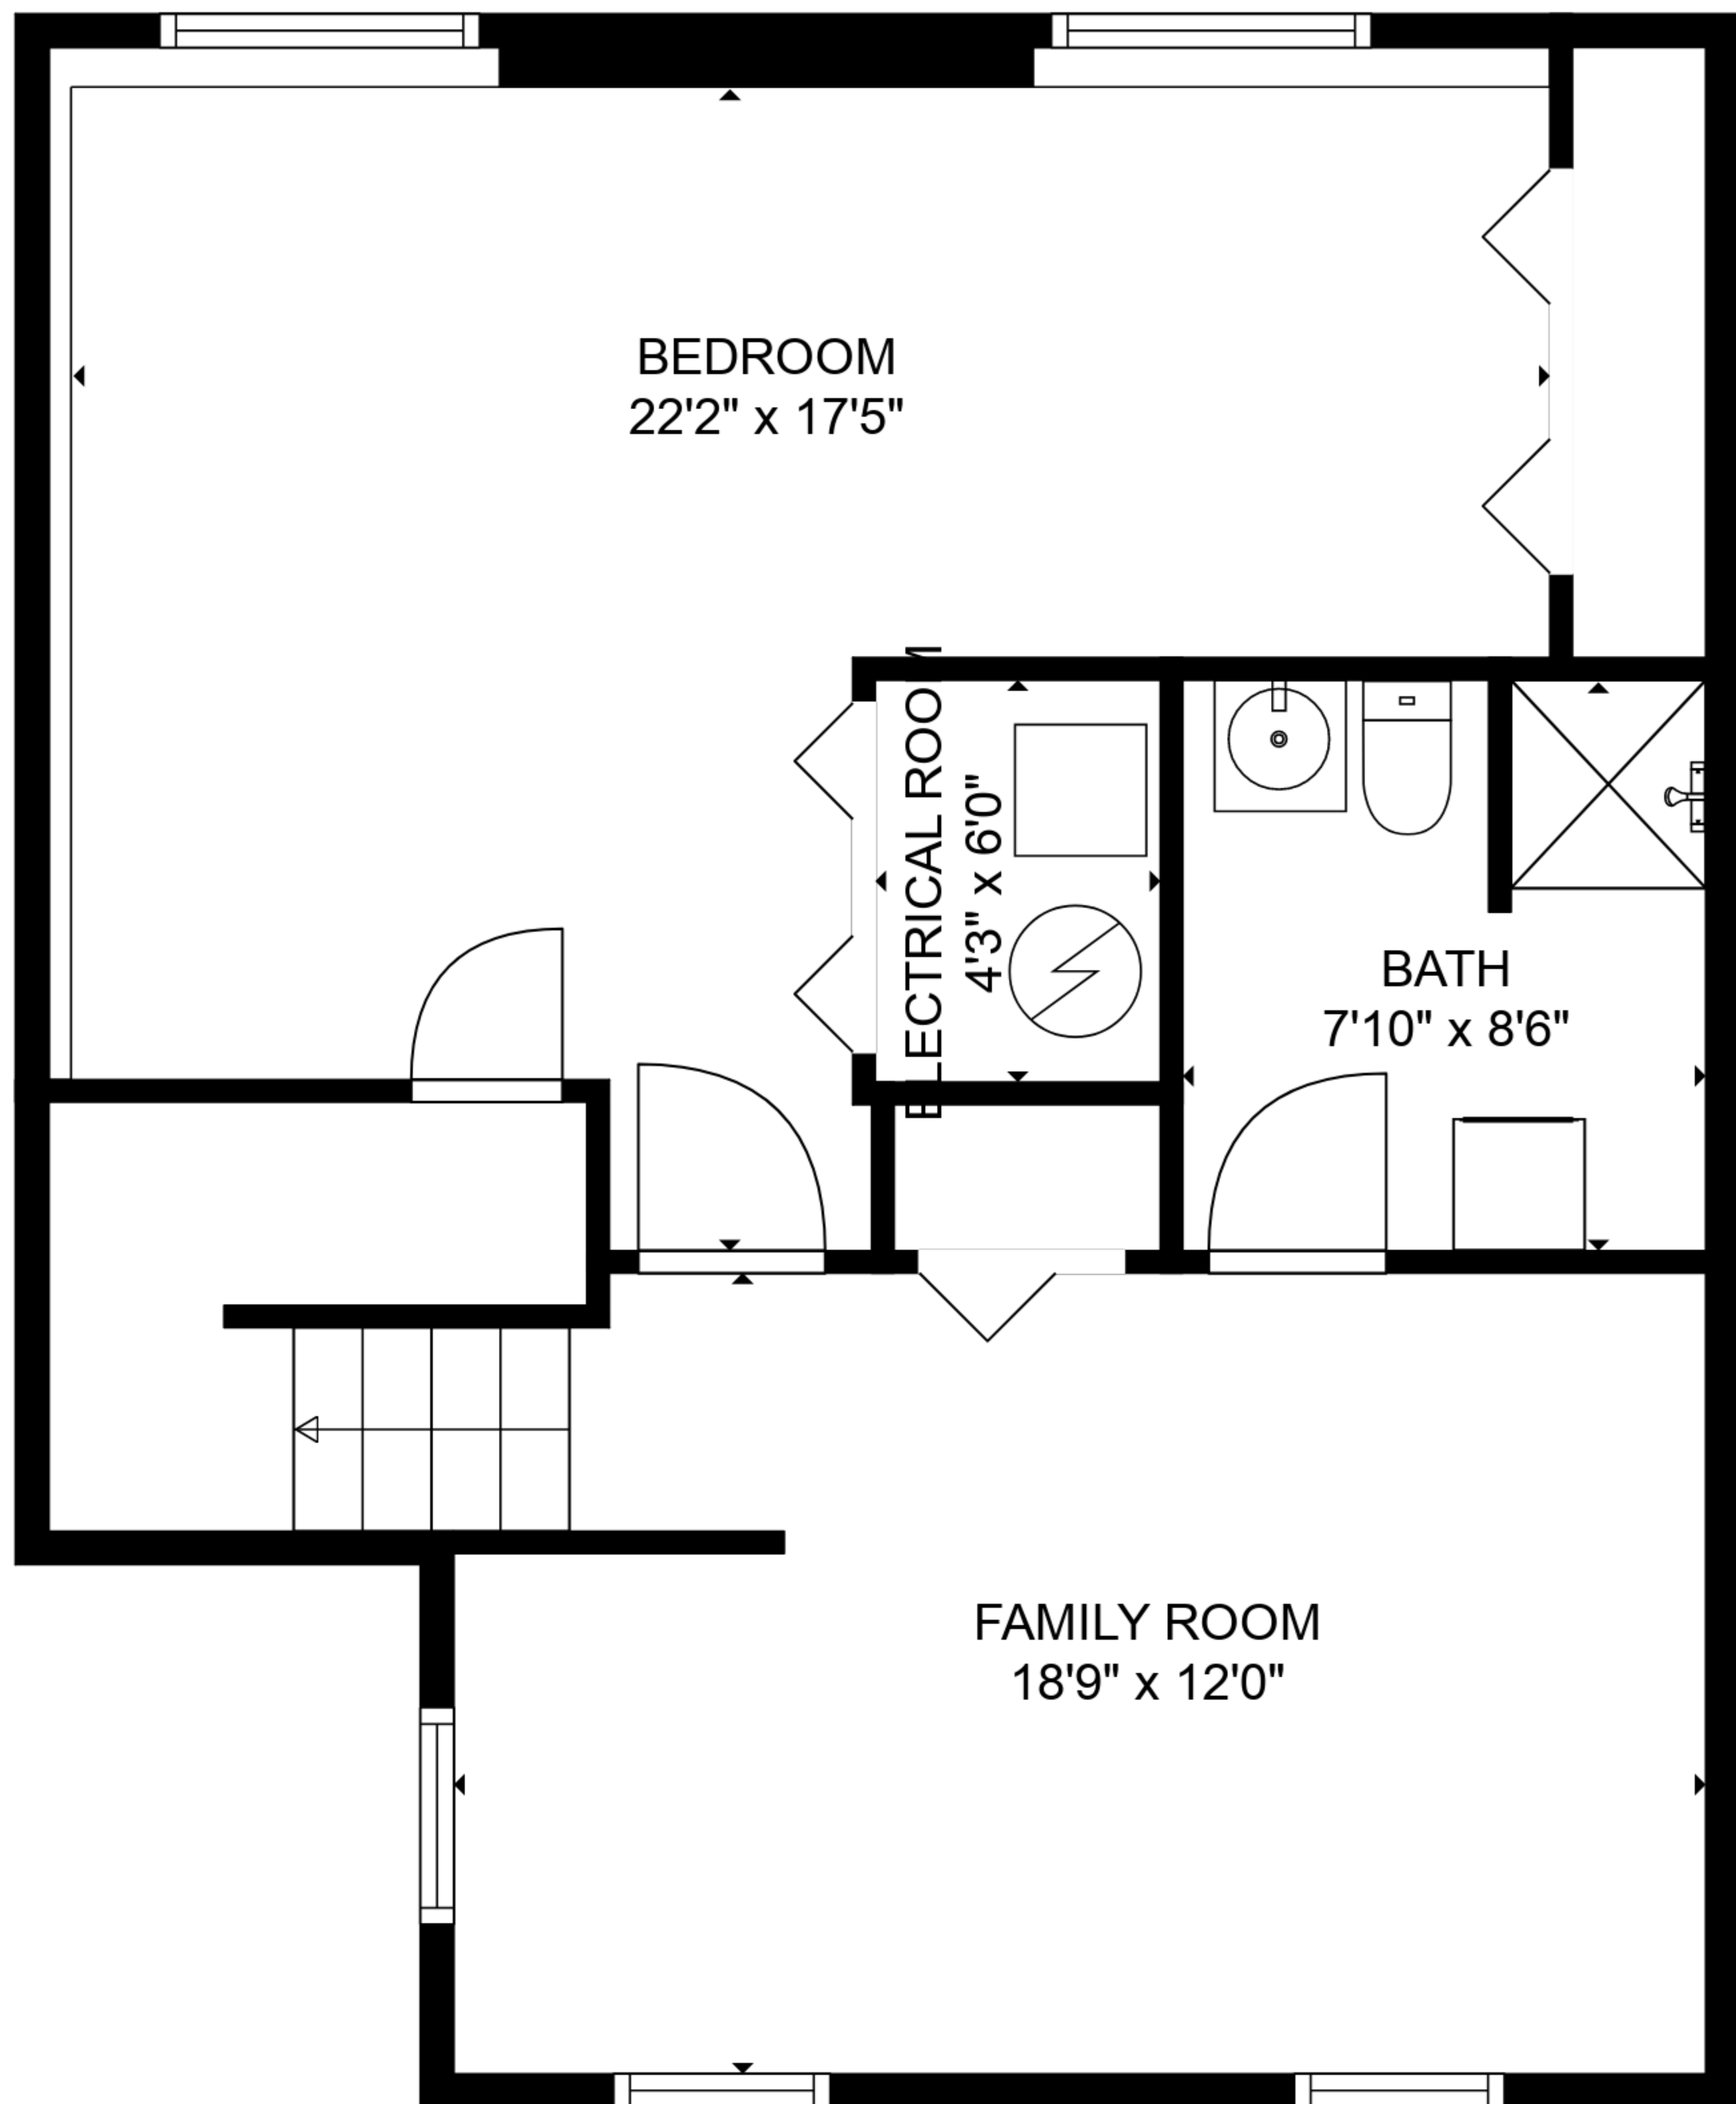 BEDROOM
22'2" x 17'5"
ELECTRICAL ROOM
4'3" x 6'0"
BATH
7'10" x 8'6"
FAMILY ROOM
18'9" x 12'0"